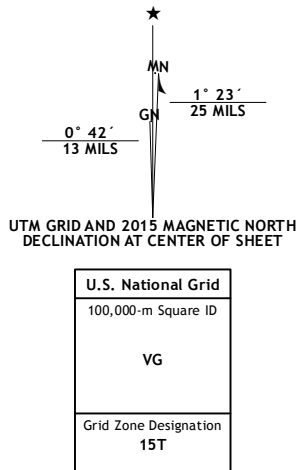 ★
MN
GN
1° 23´
25 MILS
0° 42´
13 MILS
UTM GRID AND 2015 MAGNETIC NORTH
DECLINATION AT CENTER OF SHEET
U.S. National Grid
100,000-m Square ID
VG
Grid Zone Designation
15T